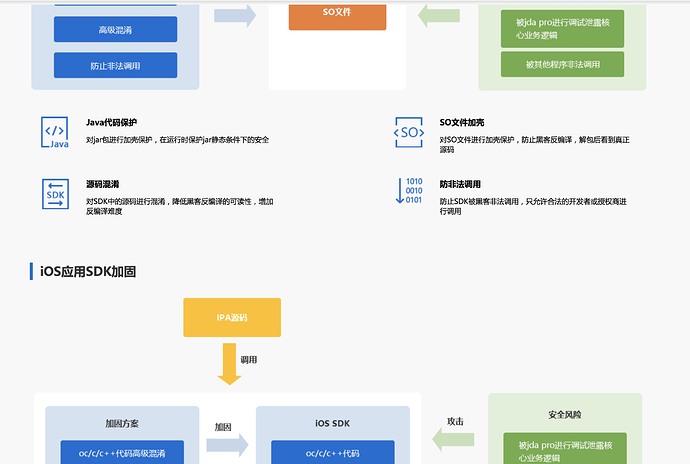 高级混淆
防止非法调用
SO文件
被jda pro进行调试泄露核
心业务逻辑
被其他程序非法调用
Java
Java代码保护
对jar包进行加壳保护，在运行时保护jar静态条件下的安全
SO
SO文件加壳
对SO文件进行加壳保护，防止黑客反编译，解包后看到真正
源码
SDK
源码混淆
对SDK中的源码进行混淆，降低黑客反编译的可读性，增加
反编译难度
1010
0010
0101
防非法调用
防止SDK被黑客非法调用，只允许合法的开发者或授权商进
行调用
iOS应用SDK加固
IPA源码
调用
加固方案
oc/c/c++代码高级混淆
加固
iOS SDK
oc/c/c++代码
攻击
安全风险
被jda pro进行调试泄露核
心业务逻辑